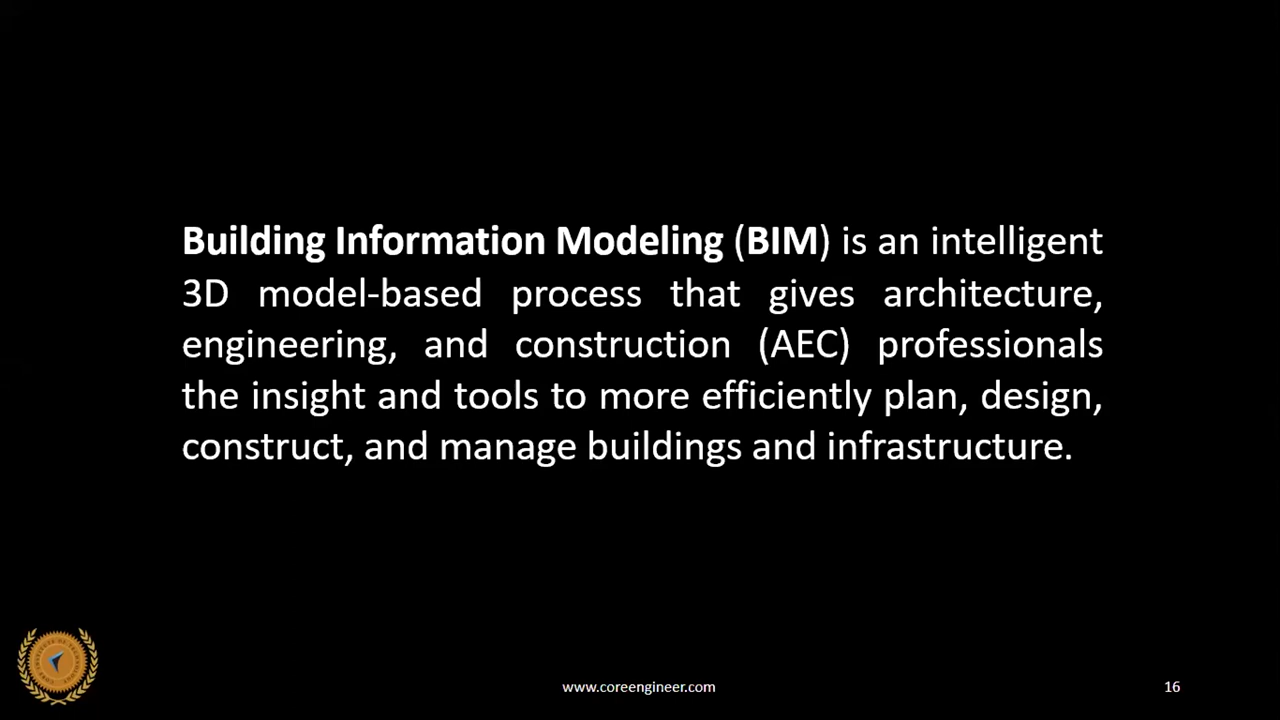 Building Information Modeling (BIM) is an intelligent
3D model-based process that gives architecture,
engineering, and construction (AEC) professionals
the insight and tools to more efficiently plan, design,
construct, and manage buildings and infrastructure.
www.coreengineer.com
16